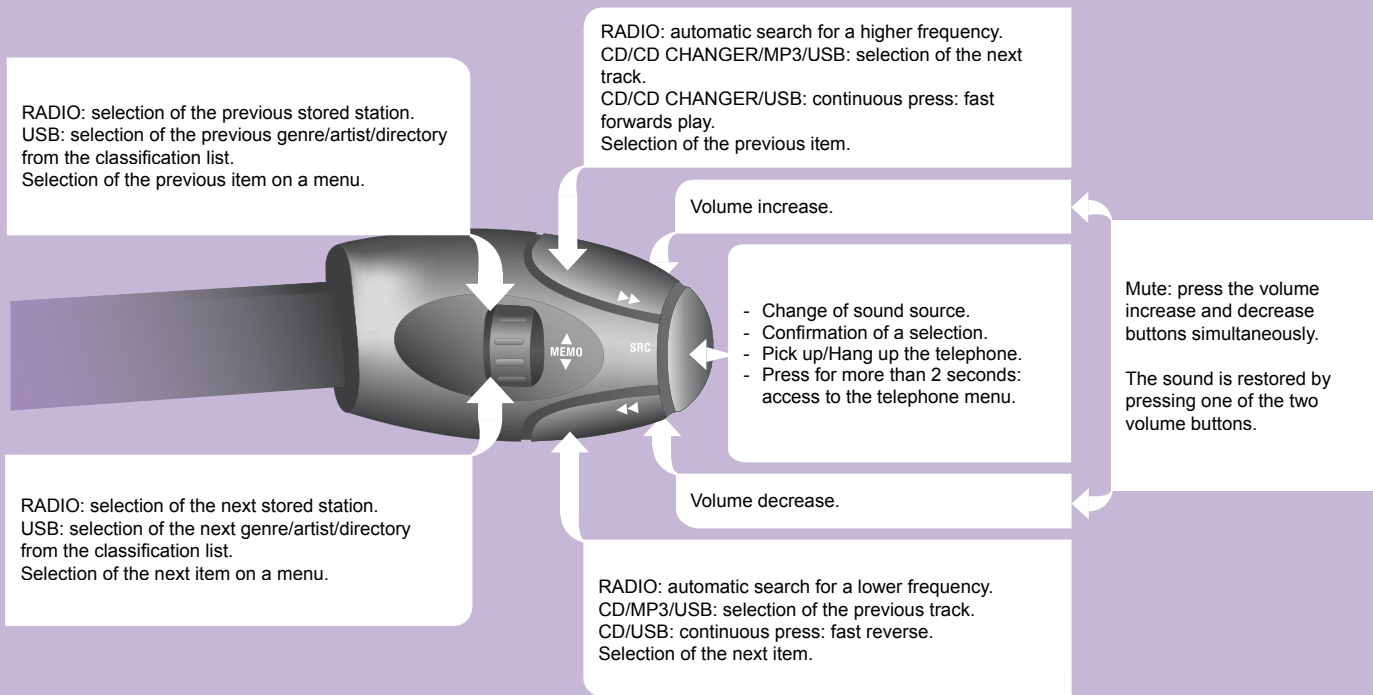 RADIO: selection of the previous stored station.
USB: selection of the previous genre/artist/directory
from the classification list.
Selection of the previous item on a menu.
RADIO: automatic search for a higher frequency.
CD/CD CHANGER/MP3/USB: selection of the next
track.
CD/CD CHANGER/USB: continuous press: fast
forwards play.
Selection of the previous item.
Volume increase.
- Change of sound source.
- Confirmation of a selection.
- Pick up/Hang up the telephone.
- Press for more than 2 seconds:
access to the telephone menu.
Mute: press the volume
increase and decrease
buttons simultaneously.
The sound is restored by
pressing one of the two
volume buttons.
MEMO
SRC
Volume decrease.
RADIO: selection of the next stored station.
USB: selection of the next genre/artist/directory
from the classification list.
Selection of the next item on a menu.
RADIO: automatic search for a lower frequency.
CD/MP3/USB: selection of the previous track.
CD/USB: continuous press: fast reverse.
Selection of the next item.